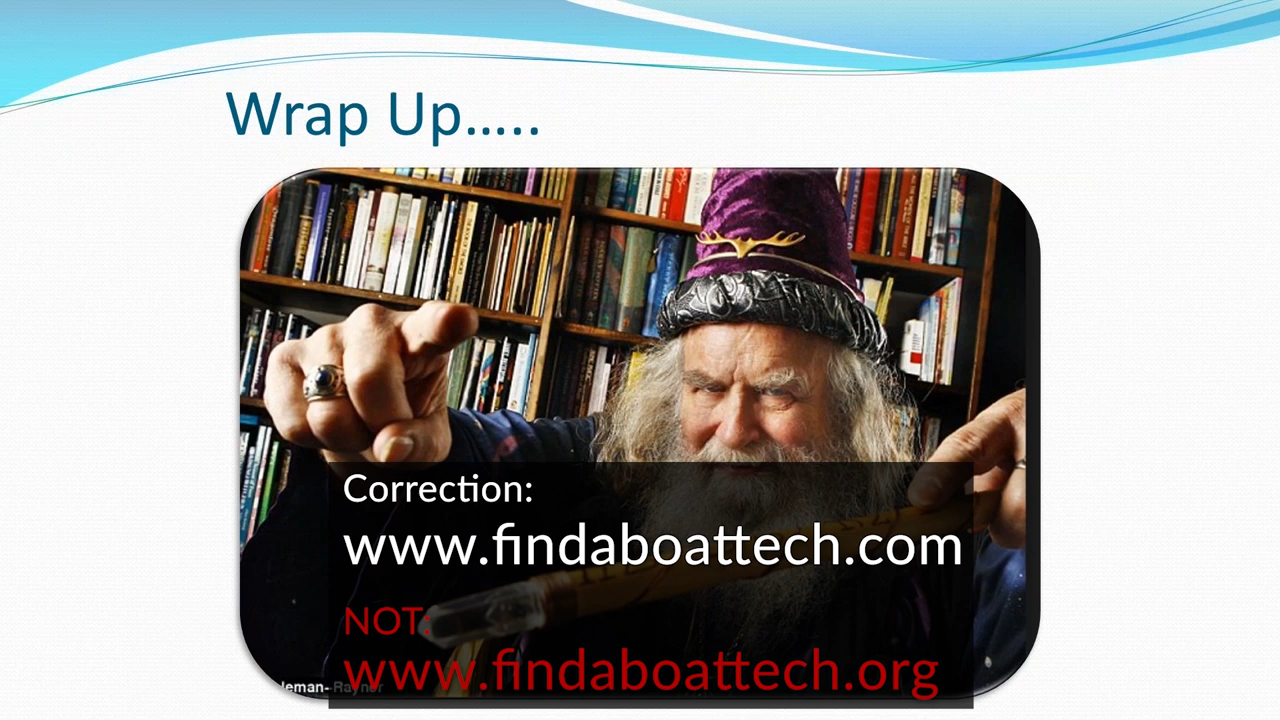 Wrap Up…..
Correction:
www.findaboattech.com
NOT:
www.findaboattech.org